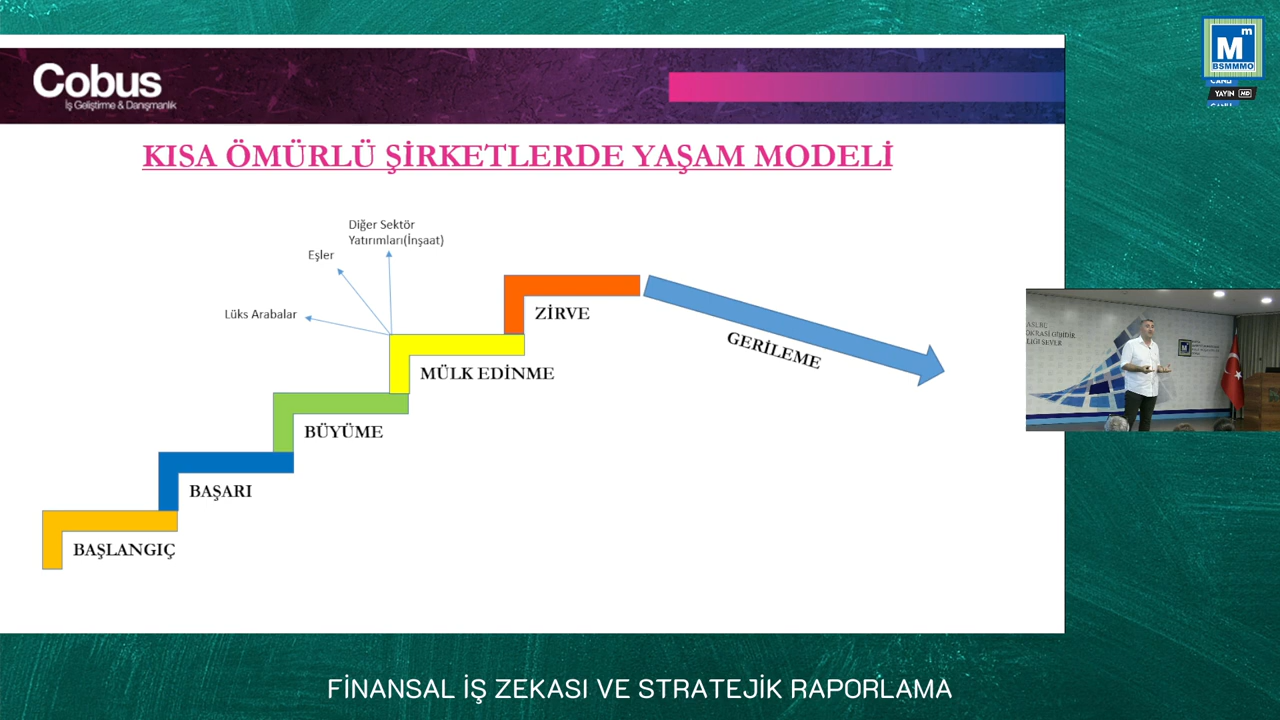 Cobus
İş Geliştirme & Danışmanlık
M m
BSMMMO
CANLI
YAYIN HD
KISA ÖMÜRLÜ ŞİRKETLERDE YAŞAM MODELİ
Diğer Sektör
Yatırımları(İnşaat)
Eşler
Lüks Arabalar
ZİRVE
GERİLEME
MÜLK EDİNME
BÜYÜME
BAŞARI
BAŞLANGIÇ
FİNANSAL İŞ ZEKASI VE STRATEJİK RAPORLAMA